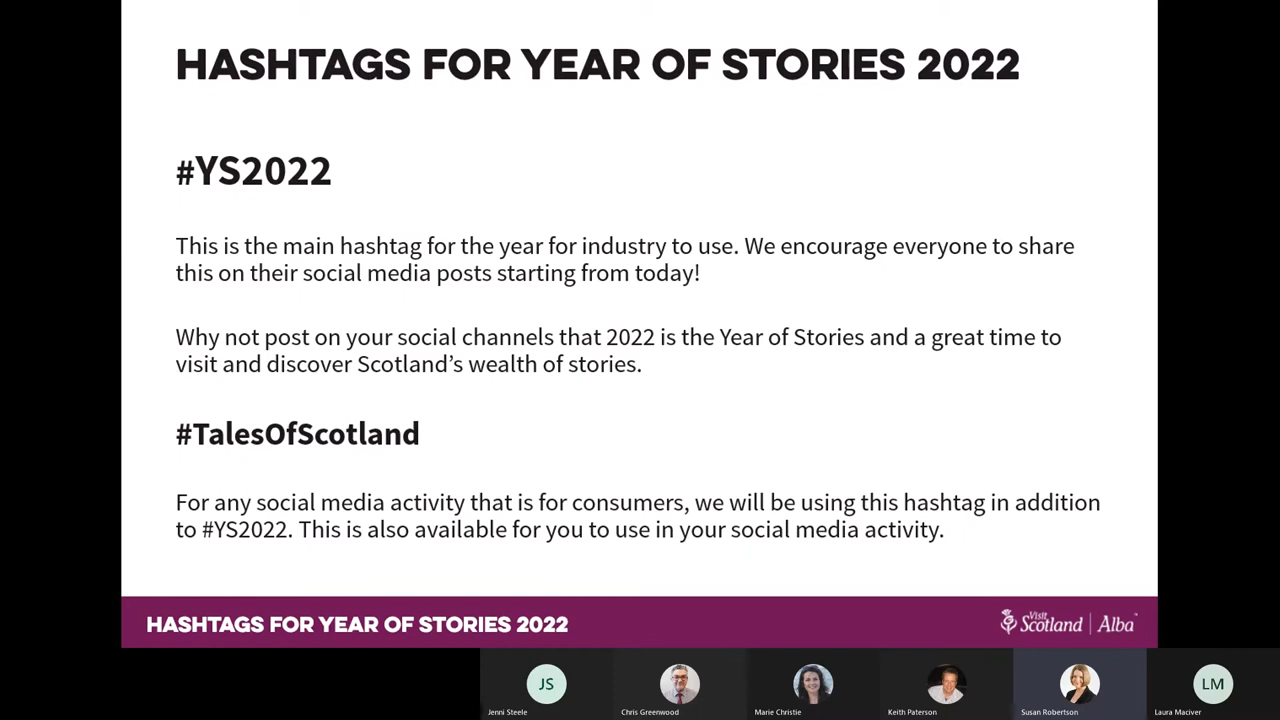 HASHTAGS FOR YEAR OF STORIES 2022
#YS2022
This is the main hashtag for the year for industry to use. We encourage everyone to share
this on their social media posts starting from today!
Why not post on your social channels that 2022 is the Year of Stories and a great time to
visit and discover Scotland’s wealth of stories.
#TalesOfScotland
For any social media activity that is for consumers, we will be using this hashtag in addition
to #YS2022. This is also available for you to use in your social media activity.
HASHTAGS FOR YEAR OF STORIES 2022
Visit
Scotland | Alba™
JS
LM
Jenni Steele
Chris Greenwood
Marie Christie
Keith Paterson
Susan Robertson
Laura Maciver